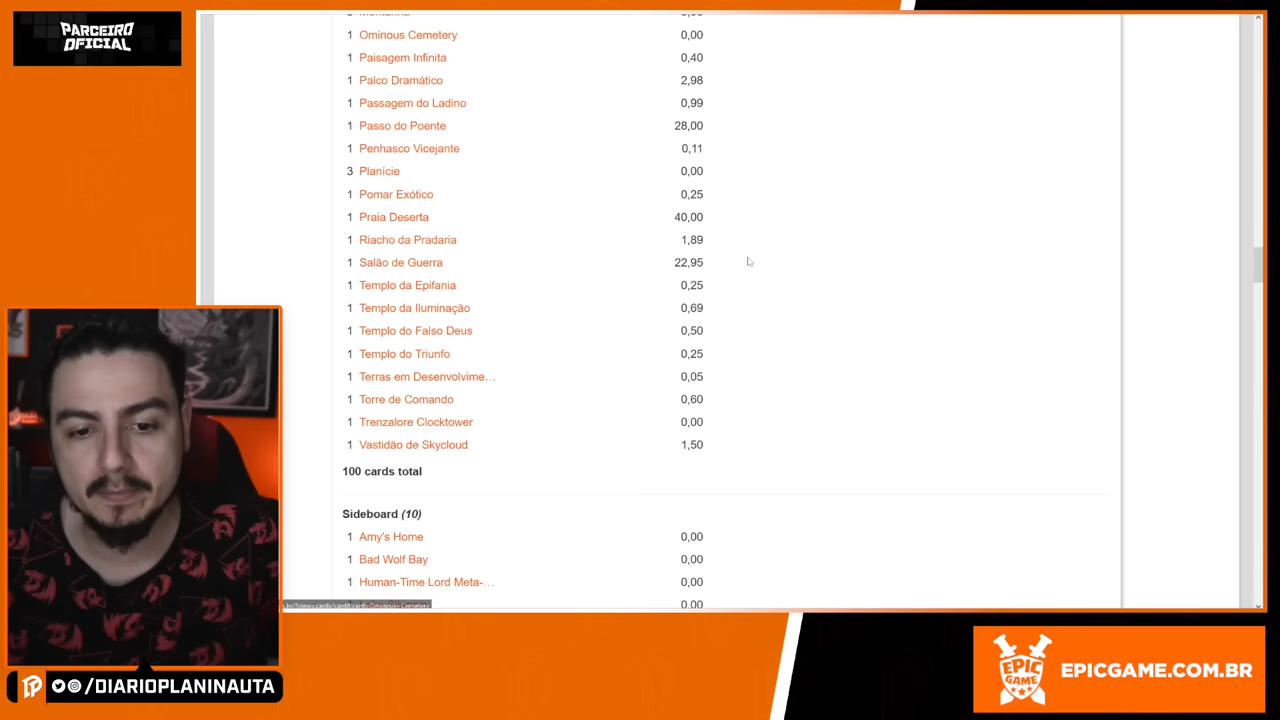 PARCEIRO
OFICIAL
1 Ominous Cemetery 0,00
1 Paisagem Infinita 0,40
1 Palco Dramático 2,98
1 Passagem do Ladino 0,99
1 Passo do Poente 28,00
1 Penhasco Vicejante 0,11
3 Planície 0,00
1 Pomar Exótico 0,25
1 Praia Deserta 40,00
1 Riacho da Pradaria 1,89
1 Salão de Guerra 22,95
1 Templo da Epifania 0,25
1 Templo da Iluminação 0,69
1 Templo do Falso Deus 0,50
1 Templo do Triunfo 0,25
1 Terras em Desenvolvime… 0,05
1 Torre de Comando 0,60
1 Trenzalore Clocktower 0,00
1 Vastidão de Skycloud 1,50
100 cards total
Sideboard (10)
1 Amy's Home 0,00
1 Bad Wolf Bay 0,00
1 Human-Time Lord Meta-… 0,00
0,00
/DIARIOPLANINAUTA
EPIC
GAME
EPICGAME.COM.BR